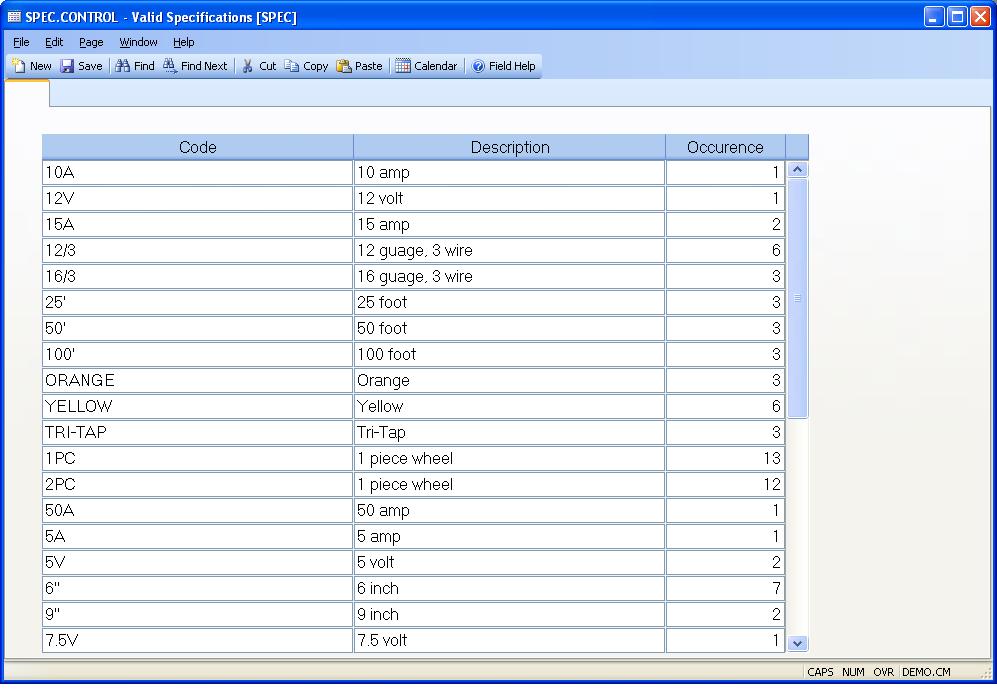 SPEC.CONTROL - Valid Specifications [SPEC]
File Edit Page Window Help
New Save Find Find Next Cut Copy Paste Calendar Field Help
Code Description Occurence
10A 10 amp 1
12V 12 volt 1
15A 15 amp 2
12/3 12 guage, 3 wire 6
16/3 16 guage, 3 wire 3
25' 25 foot 3
50' 50 foot 3
100' 100 foot 3
ORANGE Orange 3
YELLOW Yellow 6
TRI-TAP Tri-Tap 3
1PC 1 piece wheel 13
2PC 1 piece wheel 12
50A 50 amp 1
5A 5 amp 1
5V 5 volt 2
6" 6 inch 7
9" 9 inch 2
7.5V 7.5 volt 1
CAPS NUM OVR DEMO.CM